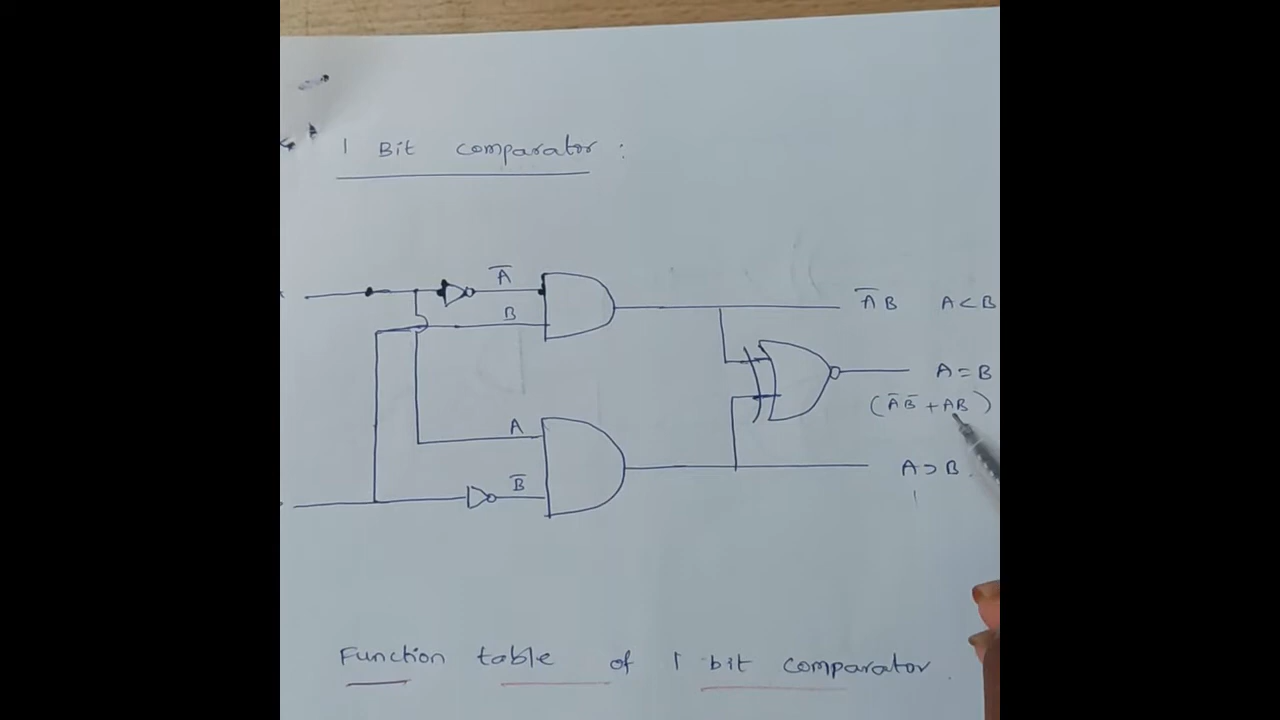 1 Bit comparator :
A̅
B
A̅B A<B
A=B
(A̅B̅ + AB)
A
A>B
B̅
Function table of 1 bit comparator.